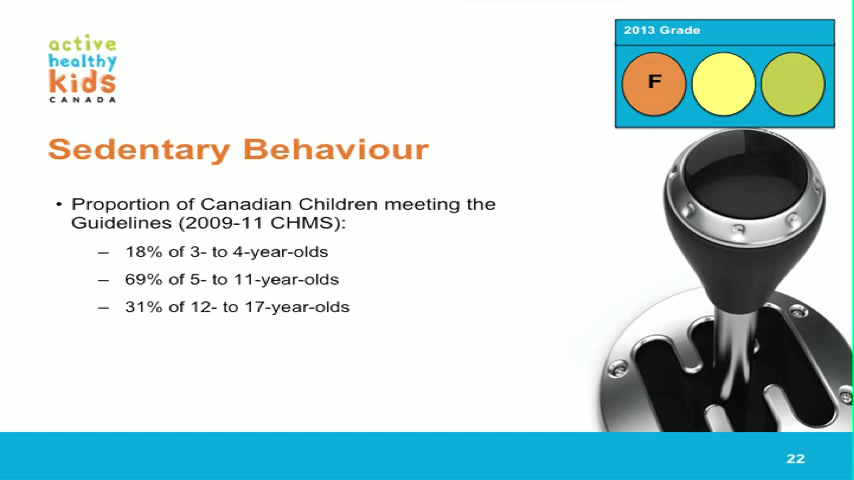 active
healthy
kids
CANADA
2013 Grade
F
Sedentary Behaviour
• Proportion of Canadian Children meeting the
Guidelines (2009-11 CHMS):
– 18% of 3- to 4-year-olds
– 69% of 5- to 11-year-olds
– 31% of 12- to 17-year-olds
22